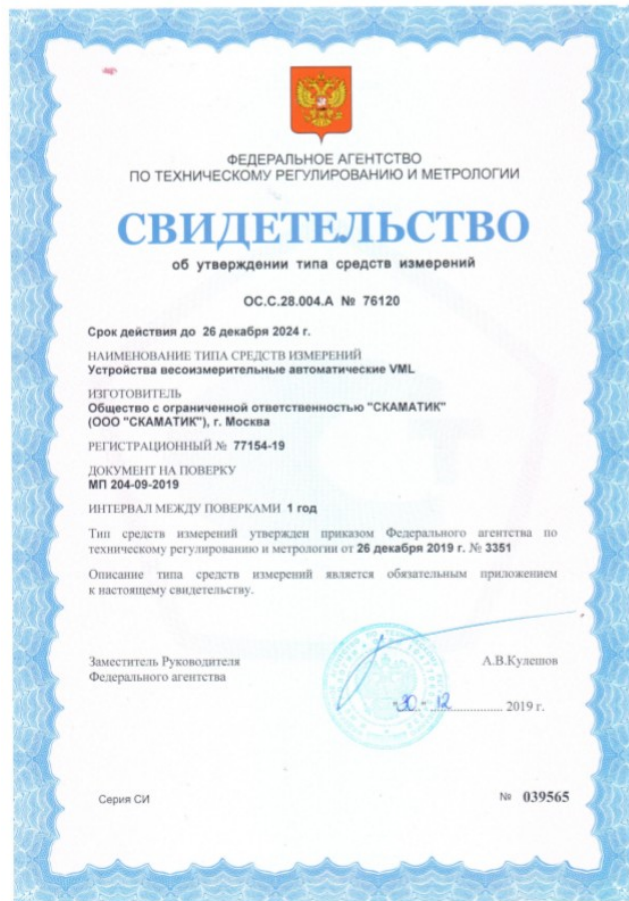 ФЕДЕРАЛЬНОЕ АГЕНТСТВО
ПО ТЕХНИЧЕСКОМУ РЕГУЛИРОВАНИЮ И МЕТРОЛОГИИ
СВИДЕТЕЛЬСТВО
об утверждении типа средств измерений
ОС.С.28.004.А № 76120
Срок действия до 26 декабря 2024 г.
НАИМЕНОВАНИЕ ТИПА СРЕДСТВ ИЗМЕРЕНИЙ
Устройства весоизмерительные автоматические VML
ИЗГОТОВИТЕЛЬ
Общество с ограниченной ответственностью "СКАМАТИК"
(ООО "СКАМАТИК"), г. Москва
РЕГИСТРАЦИОННЫЙ № 77154-19
ДОКУМЕНТ НА ПОВЕРКУ
МП 204-09-2019
ИНТЕРВАЛ МЕЖДУ ПОВЕРКАМИ 1 год
Тип средств измерений утвержден приказом Федерального агентства по
техническому регулированию и метрологии от 26 декабря 2019 г. № 3351
Описание типа средств измерений является обязательным приложением
к настоящему свидетельству.
Заместитель Руководителя А.В.Кулешов
Федерального агентства
"30" 12 2019 г.
Серия СИ № 039565